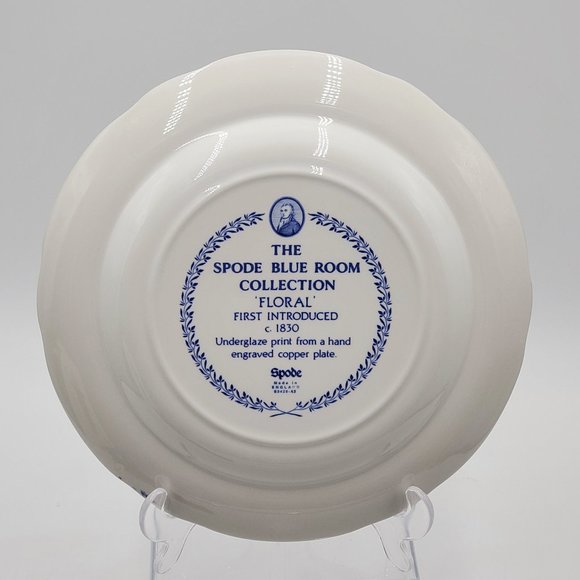 THE
SPODE BLUE ROOM
COLLECTION
'FLORAL'
FIRST INTRODUCED
c. 1830
Underglaze print from a hand
engraved copper plate.
Spode
Made in
ENGLAND